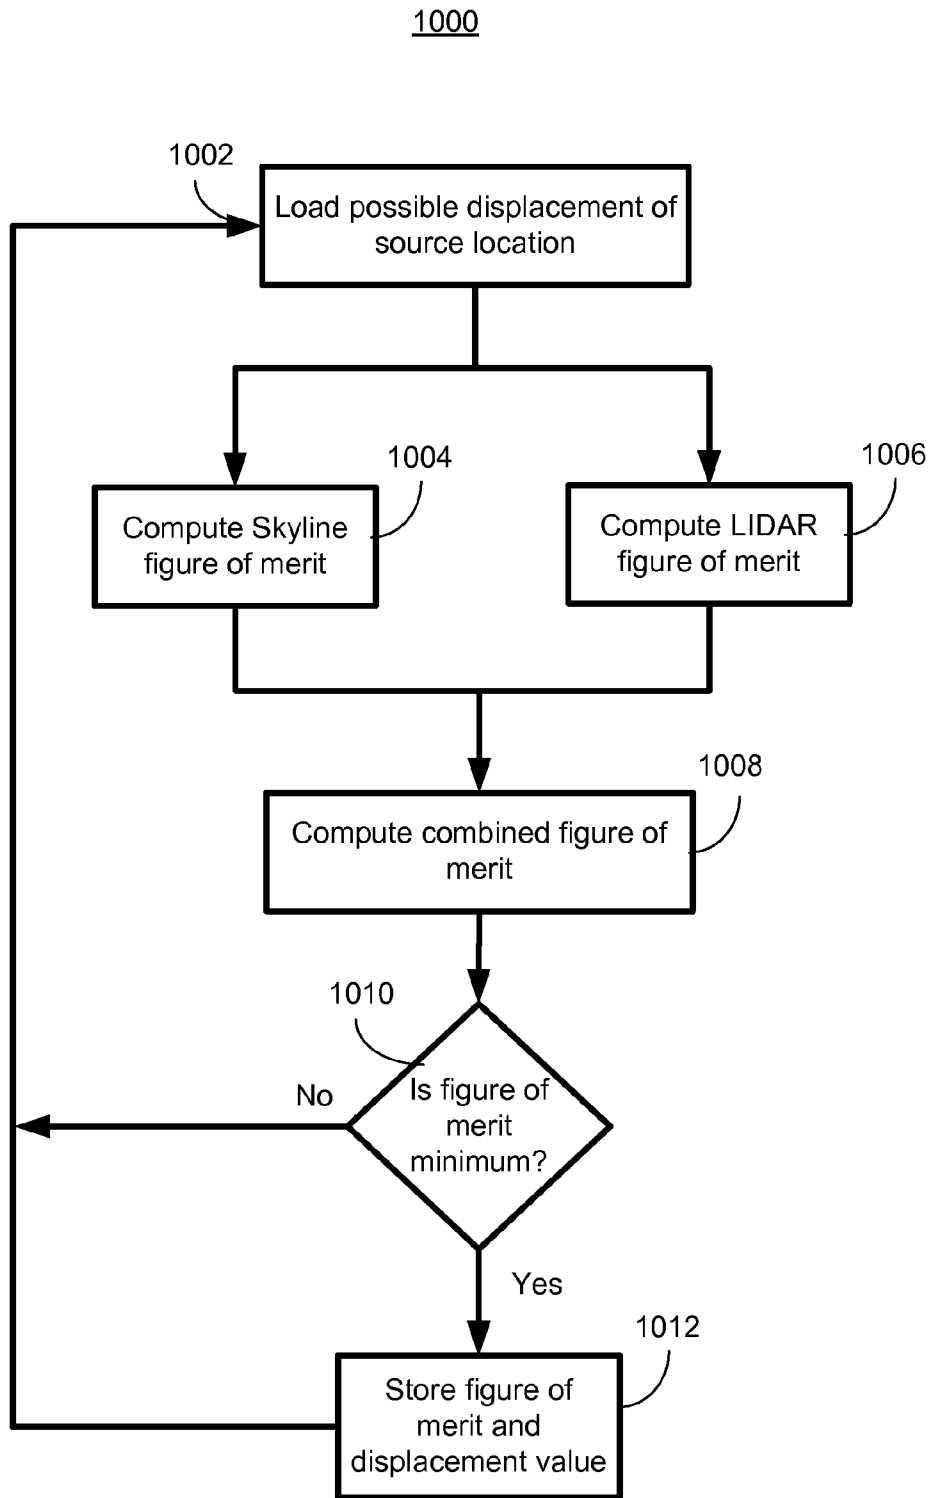 1000
1002
Load possible displacement of
source location
1004
Compute Skyline
figure of merit
1006
Compute LIDAR
figure of merit
1008
Compute combined figure of
merit
1010
Is figure of
merit
minimum?
No
Yes
1012
Store figure of
merit and
displacement value